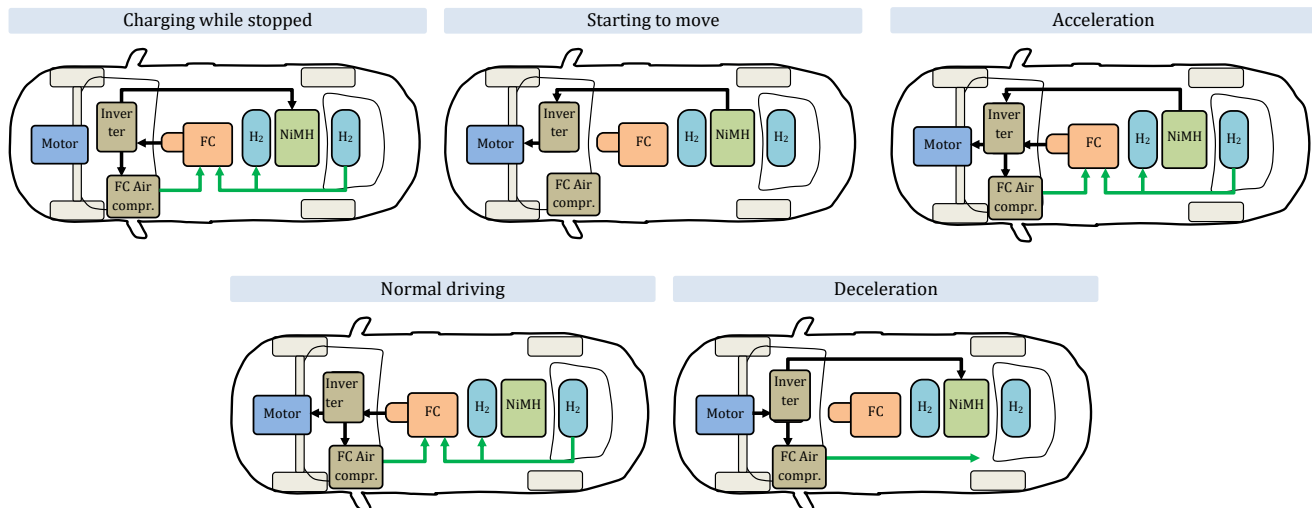 Charging while stopped
Starting to move
Acceleration
Motor
Inver
ter
FC
H2
NiMH
H2
FC Air
compr.
Motor
Inver
ter
FC
H2
NiMH
H2
FC Air
compr.
Motor
Inver
ter
FC
H2
NiMH
H2
FC Air
compr.
Normal driving
Deceleration
Motor
Inver
ter
FC
H2
NiMH
H2
FC Air
compr.
Motor
Inver
ter
FC
H2
NiMH
H2
FC Air
compr.